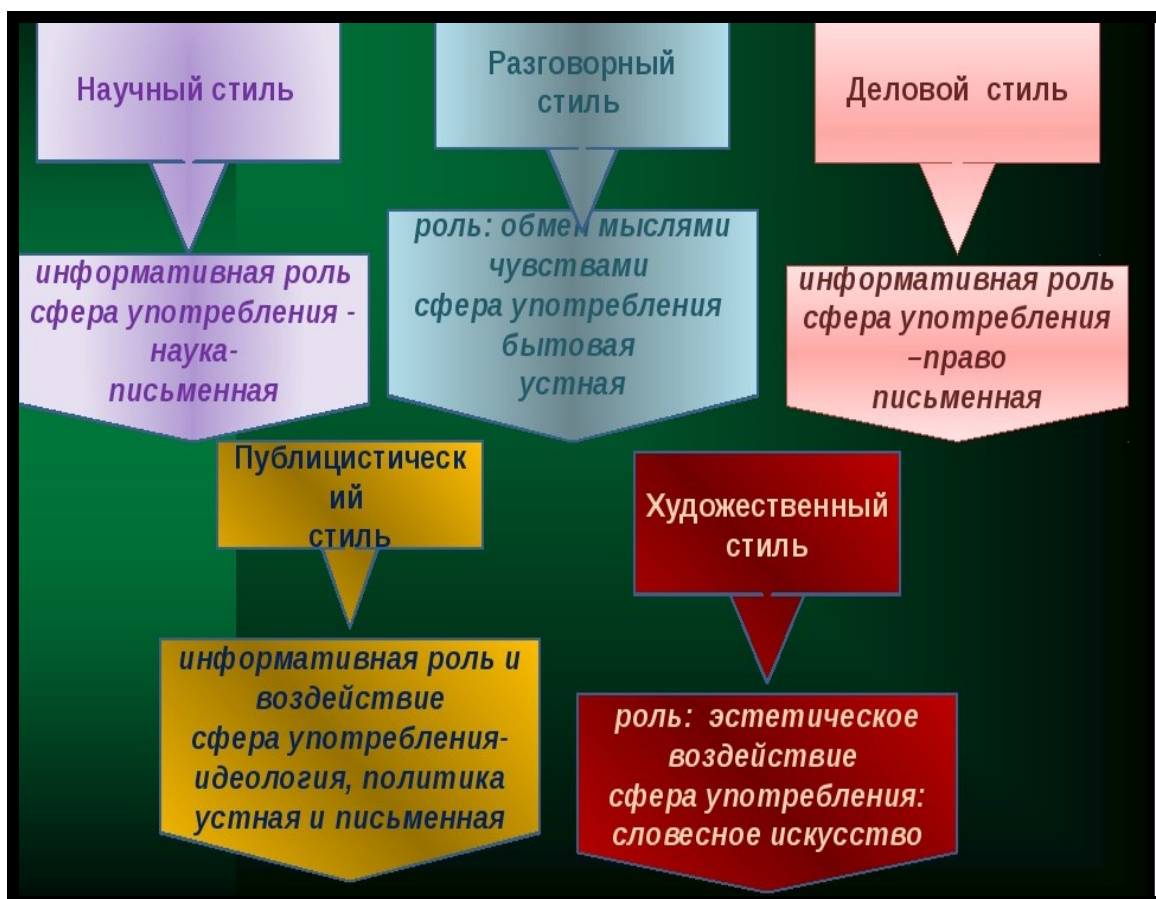 Научный стиль
информативная роль
сфера употребления -
наука-
письменная
Разговорный
стиль
роль: обмен мыслями
чувствами
сфера употребления
бытовая
устная
Деловой стиль
информативная роль
сфера употребления
–право
письменная
Публицистическ
ий
стиль
информативная роль и
воздействие
сфера употребления-
идеология, политика
устная и письменная
Художественный
стиль
роль: эстетическое
воздействие
сфера употребления:
словесное искусство